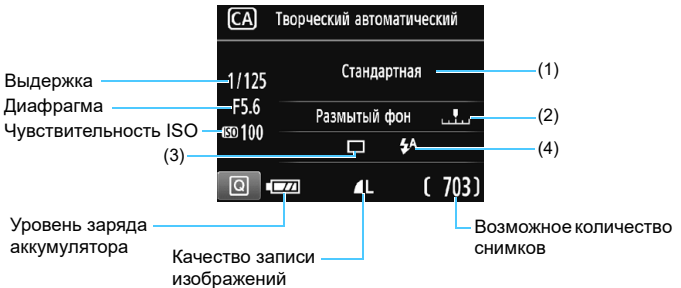 CA Творческий автоматический
Стандартная (1)
Выдержка 1/125
Диафрагма F5.6
Размытый фон (2)
Чувствительность ISO ISO 100
(3) A (4)
Q L ( 703)
Уровень заряда
аккумулятора
Качество записи
изображений
Возможное количество
снимков